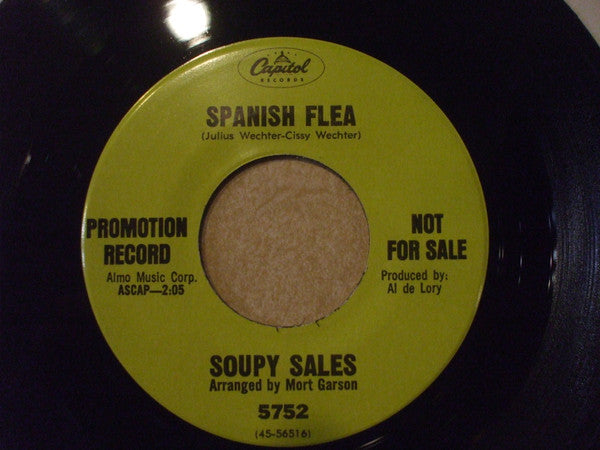 Capitol
RECORDS
SPANISH FLEA
(Julius Wechter-Cissy Wechter)
PROMOTION
RECORD
Almo Music Corp.
ASCAP—2:05
NOT
FOR SALE
Produced by:
Al de Lory
SOUPY SALES
Arranged by Mort Garson
5752
(45-56516)